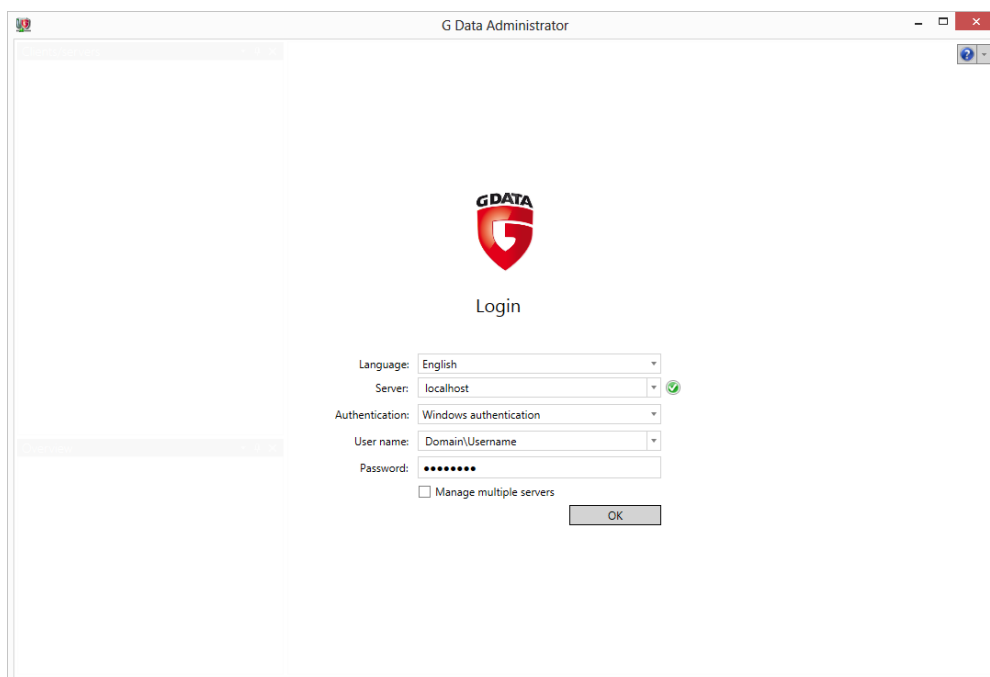 G Data Administrator
GDATA
Login
Language: English
Server: localhost
Authentication: Windows authentication
User name: Domain\Username
Password: ••••••••
Manage multiple servers
OK